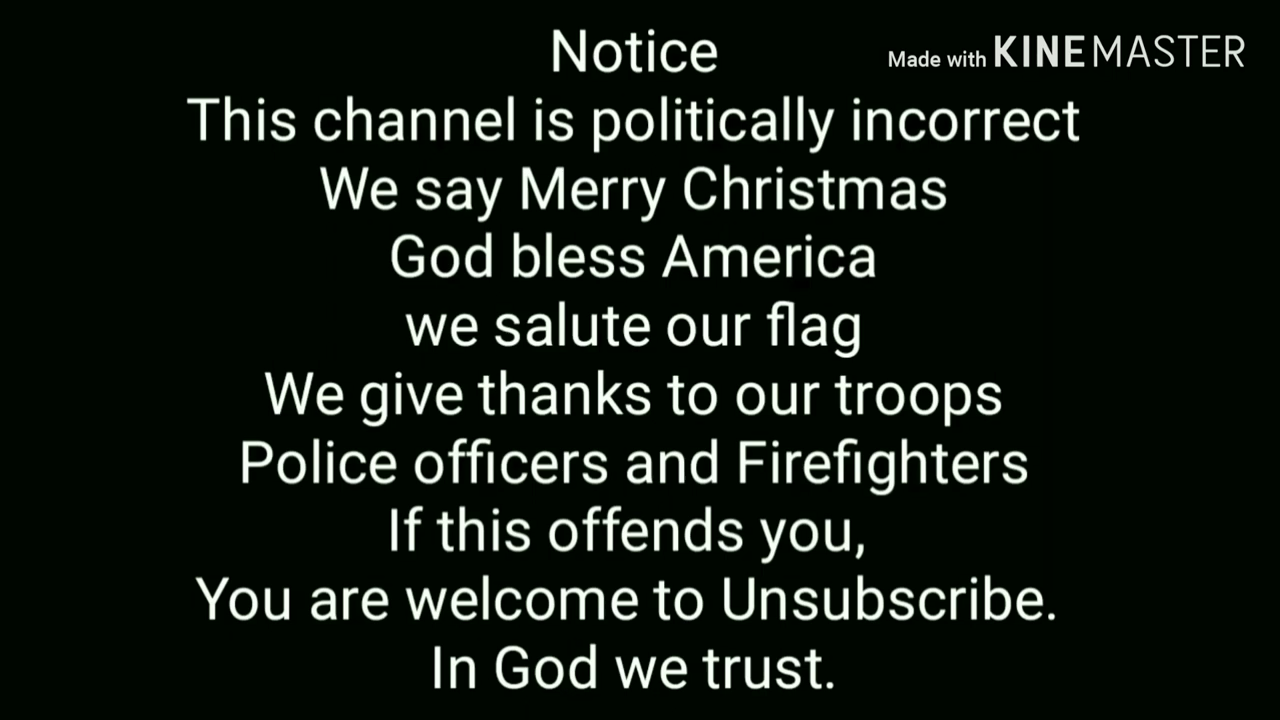 Notice
Made with KINEMASTER
This channel is politically incorrect
We say Merry Christmas
God bless America
we salute our flag
We give thanks to our troops
Police officers and Firefighters
If this offends you,
You are welcome to Unsubscribe.
In God we trust.